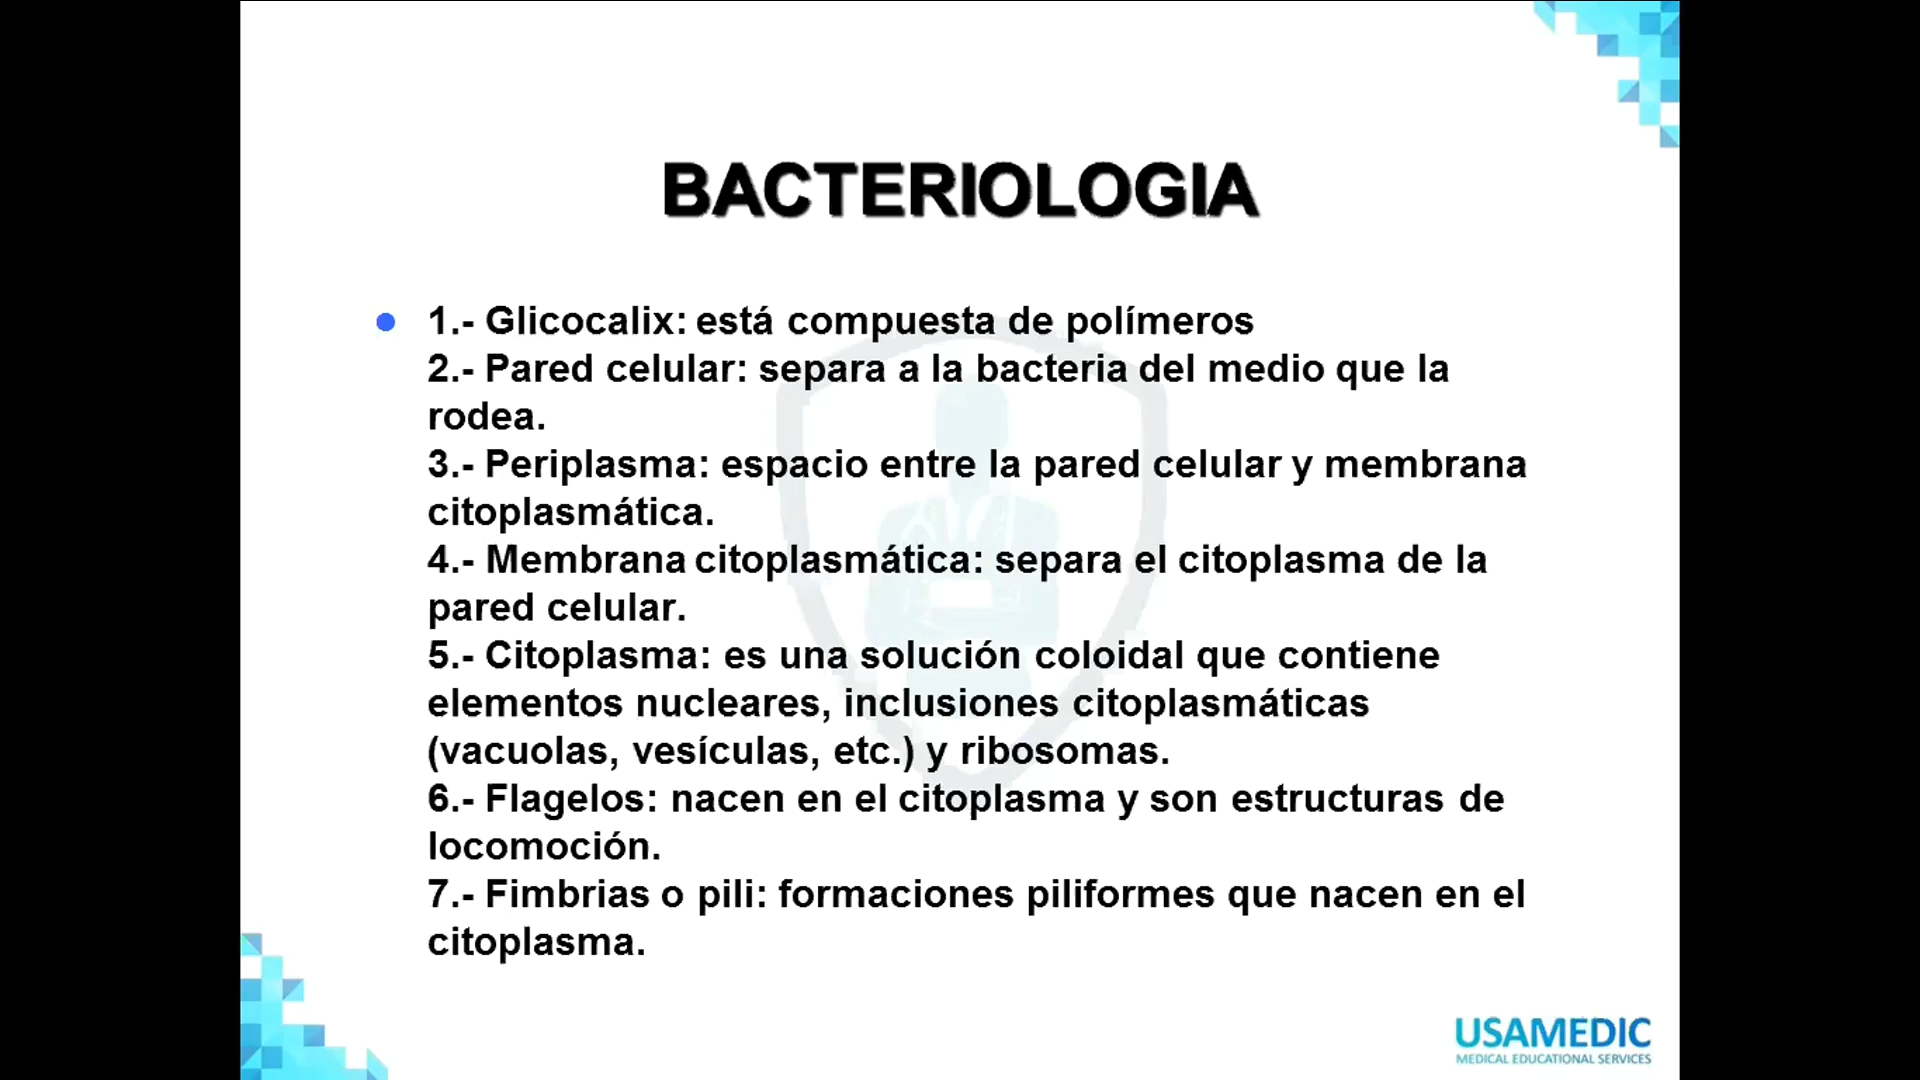 BACTERIOLOGIA
1.- Glicocalix: está compuesta de polímeros
2.- Pared celular: separa a la bacteria del medio que la
rodea.
3.- Periplasma: espacio entre la pared celular y membrana
citoplasmática.
4.- Membrana citoplasmática: separa el citoplasma de la
pared celular.
5.- Citoplasma: es una solución coloidal que contiene
elementos nucleares, inclusiones citoplasmáticas
(vacuolas, vesículas, etc.) y ribosomas.
6.- Flagelos: nacen en el citoplasma y son estructuras de
locomoción.
7.- Fimbrias o pili: formaciones piliformes que nacen en el
citoplasma.
USAMEDIC
MEDICAL EDUCATIONAL SERVICES